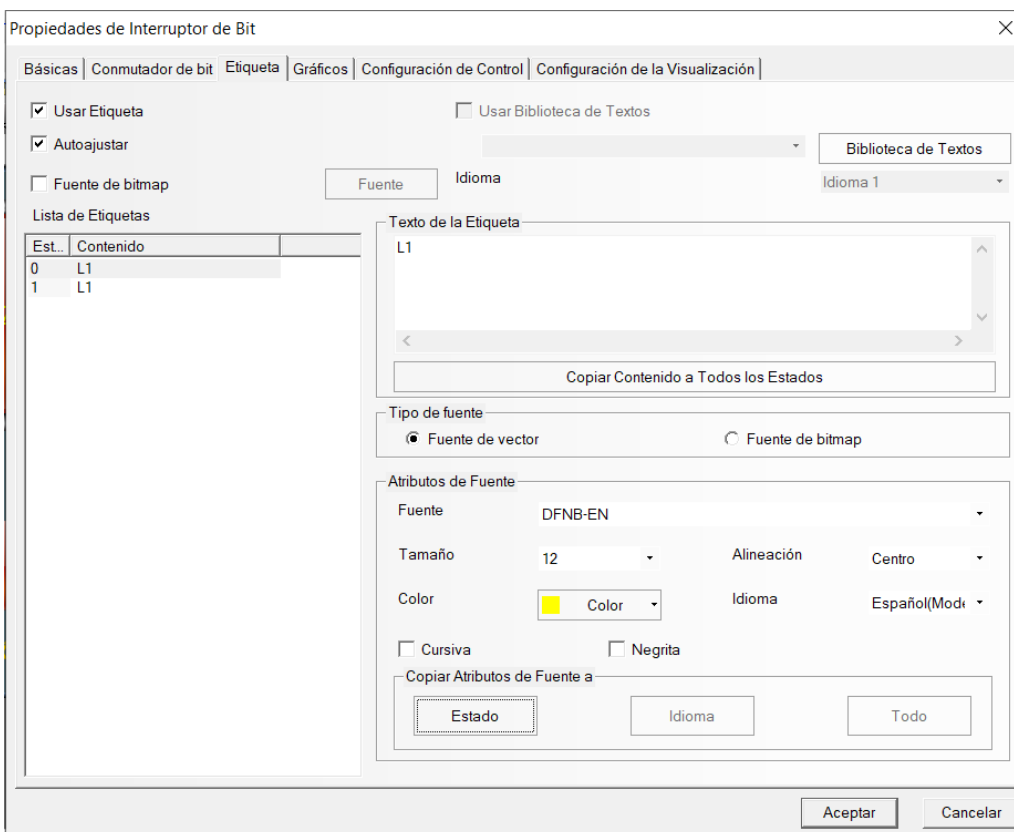 Propiedades de Interruptor de Bit
Básicas Conmutador de bit Etiqueta Gráficos Configuración de Control Configuración de la Visualización
Usar Etiqueta
Usar Biblioteca de Textos
Autoajustar
Biblioteca de Textos
Fuente de bitmap
Fuente
Idioma
Idioma 1
Lista de Etiquetas
Est... Contenido
0 L1
1 L1
Texto de la Etiqueta
L1
Copiar Contenido a Todos los Estados
Tipo de fuente
Fuente de vector
Fuente de bitmap
Atributos de Fuente
Fuente DFNB-EN
Tamaño 12 Alineación Centro
Color Color Idioma Español(Mode
Cursiva Negrita
Copiar Atributos de Fuente a
Estado Idioma Todo
Aceptar Cancelar